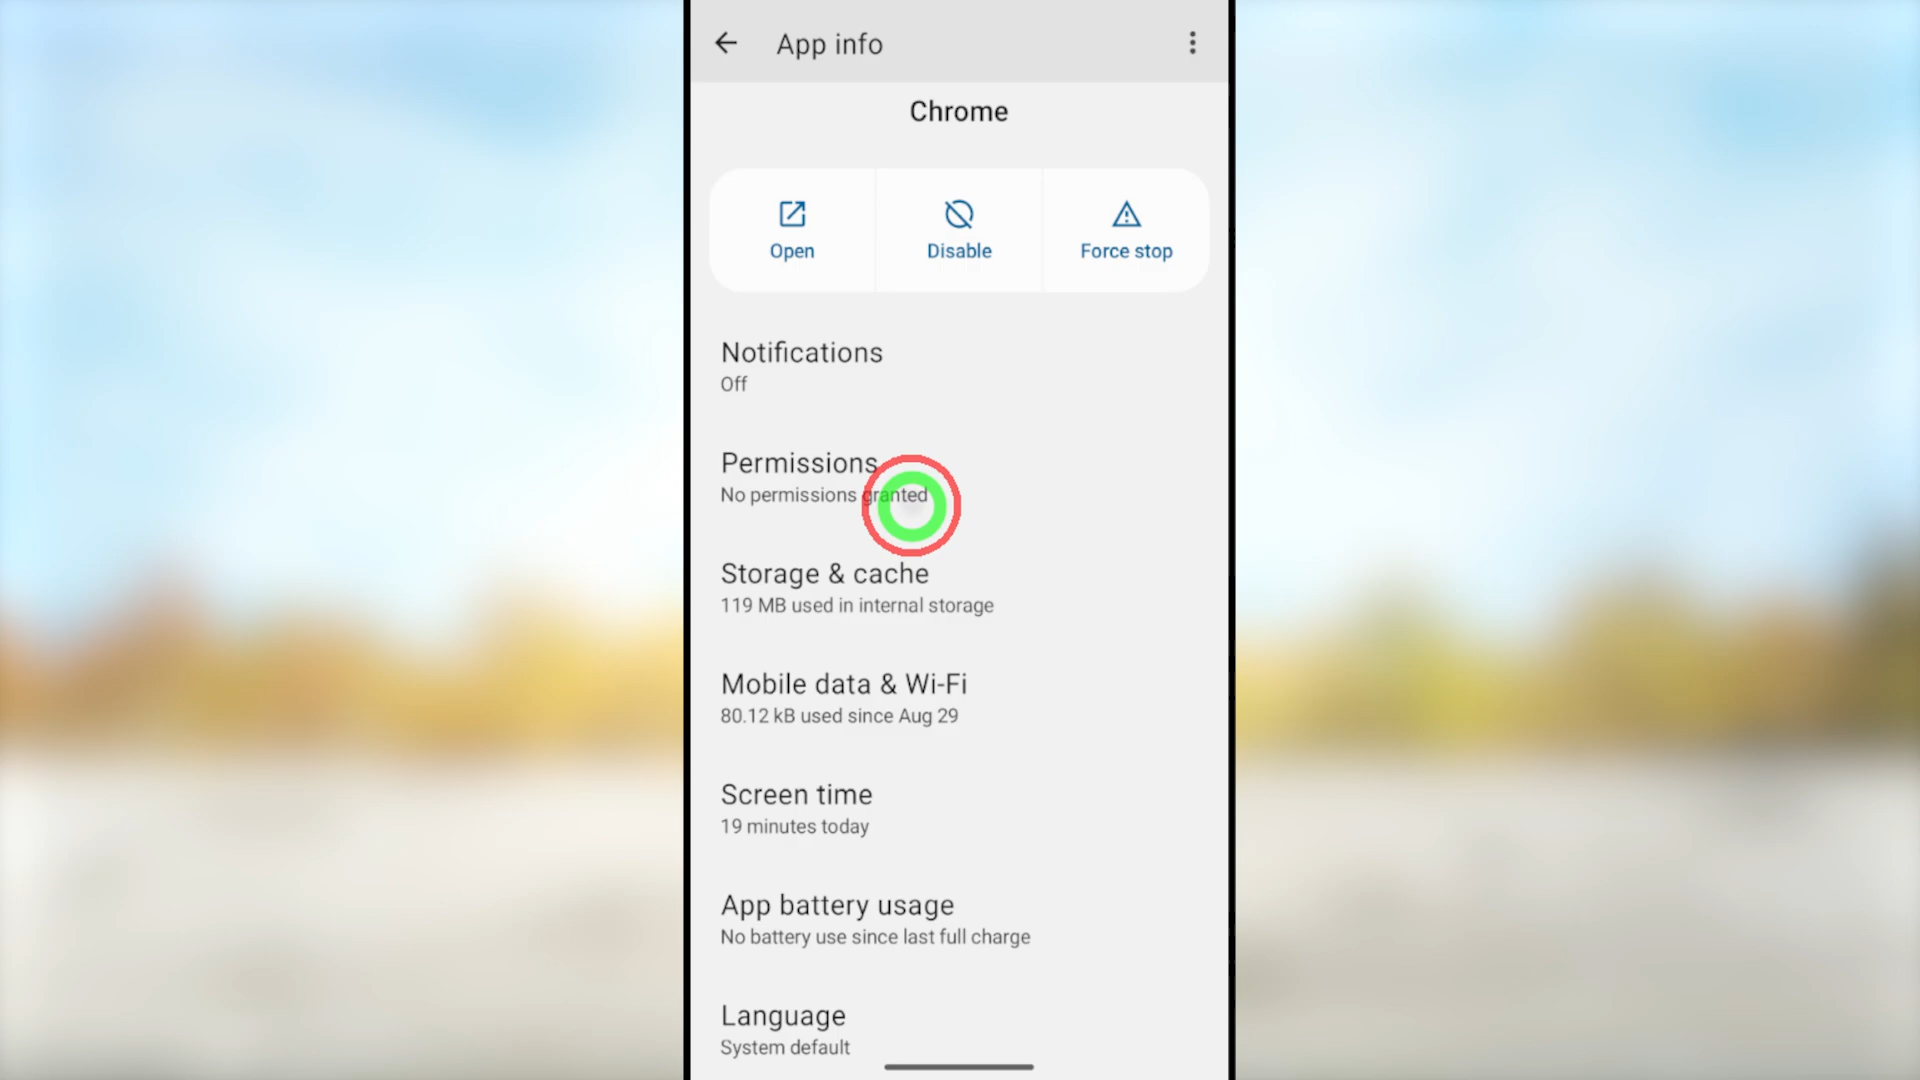 App info
Chrome
Open
Disable
Force stop
Notifications
Off
Permissions
No permissions granted
Storage & cache
119 MB used in internal storage
Mobile data & Wi-Fi
80.12 kB used since Aug 29
Screen time
19 minutes today
App battery usage
No battery use since last full charge
Language
System default